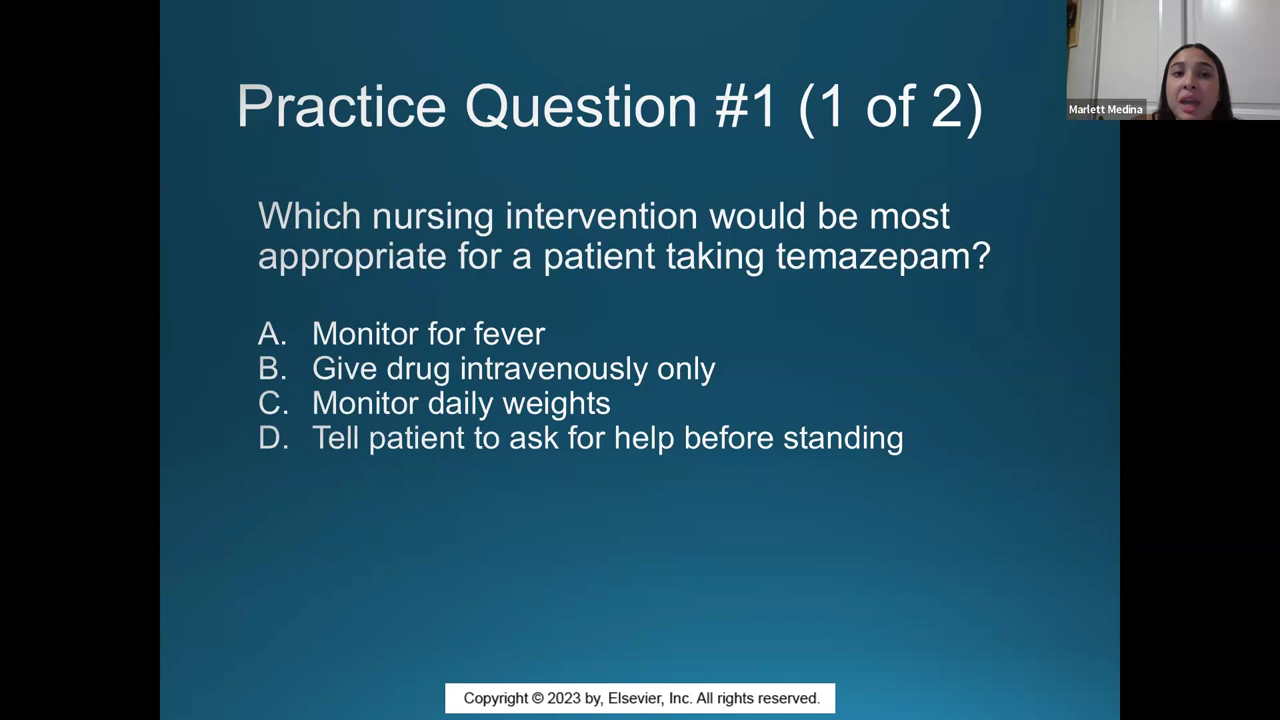 Practice Question #1 (1 of 2)
Marlett Medina
Which nursing intervention would be most
appropriate for a patient taking temazepam?
A. Monitor for fever
B. Give drug intravenously only
C. Monitor daily weights
D. Tell patient to ask for help before standing
Copyright © 2023 by, Elsevier, Inc. All rights reserved.